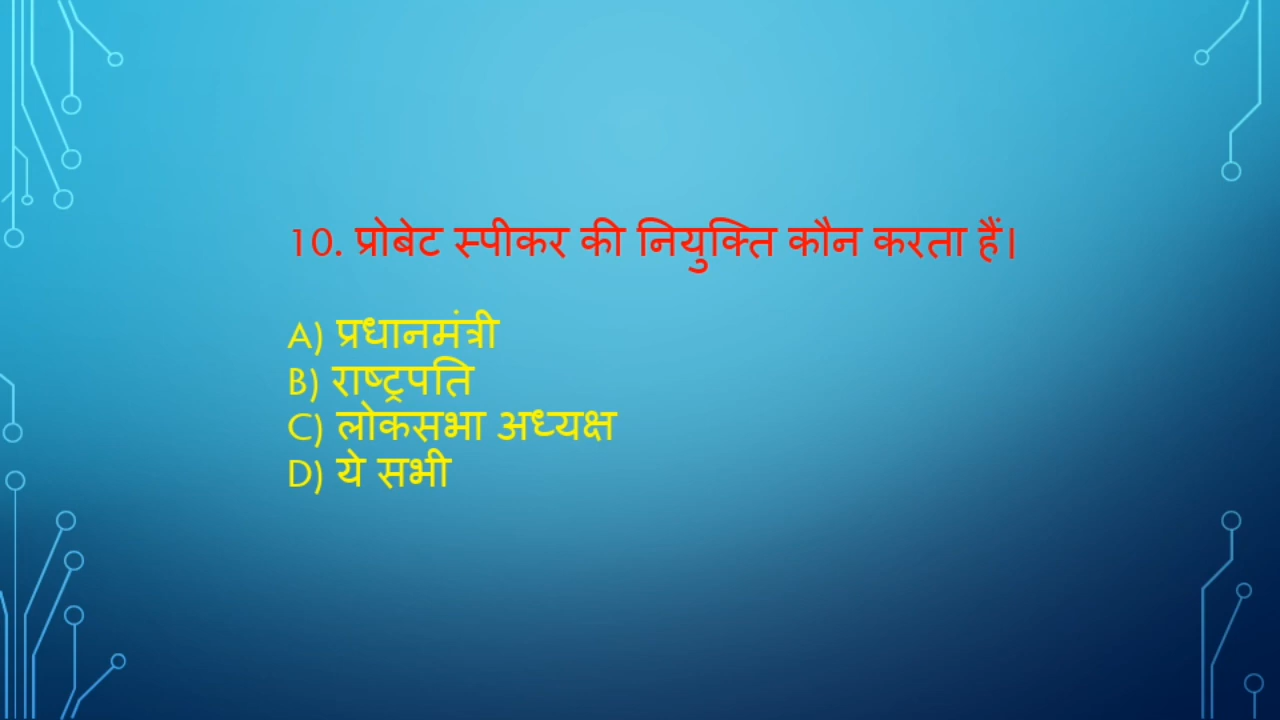 10. प्रोबेट स्पीकर की नियुक्ति कौन करता हैं।
A) प्रधानमंत्री
B) राष्ट्रपति
C) लोकसभा अध्यक्ष
D) ये सभी